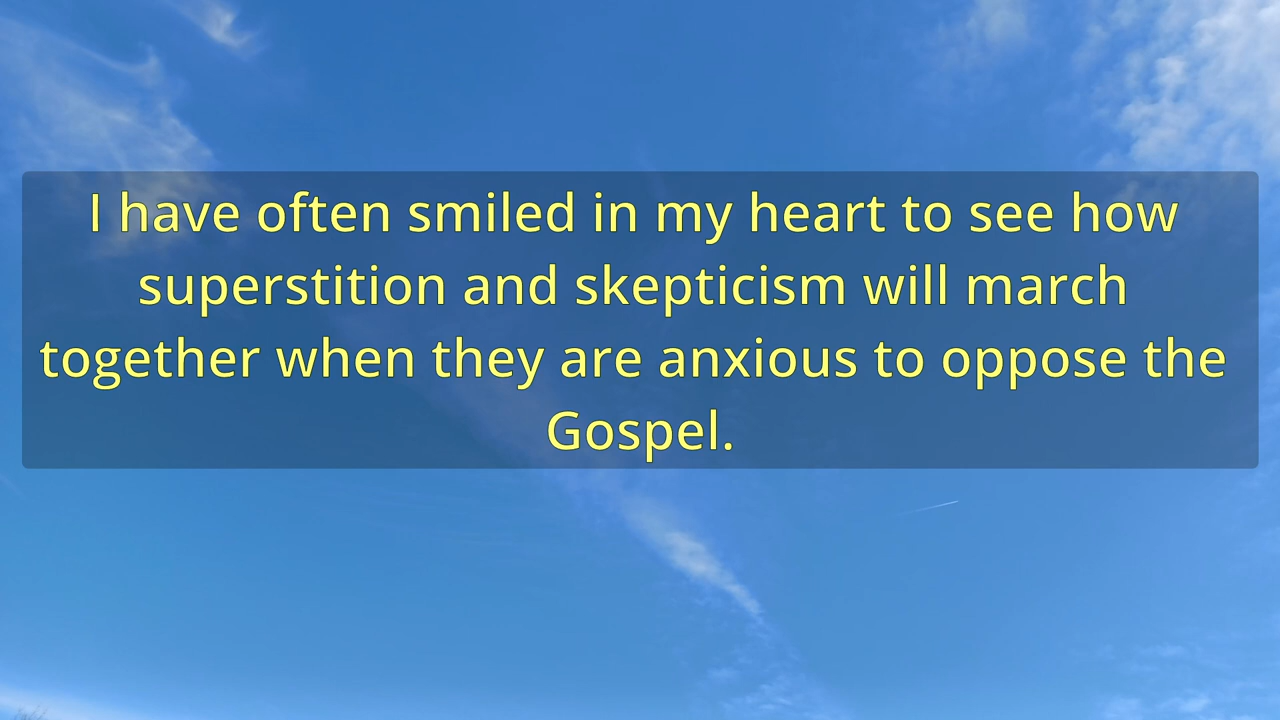 I have often smiled in my heart to see how
superstition and skepticism will march
together when they are anxious to oppose the
Gospel.